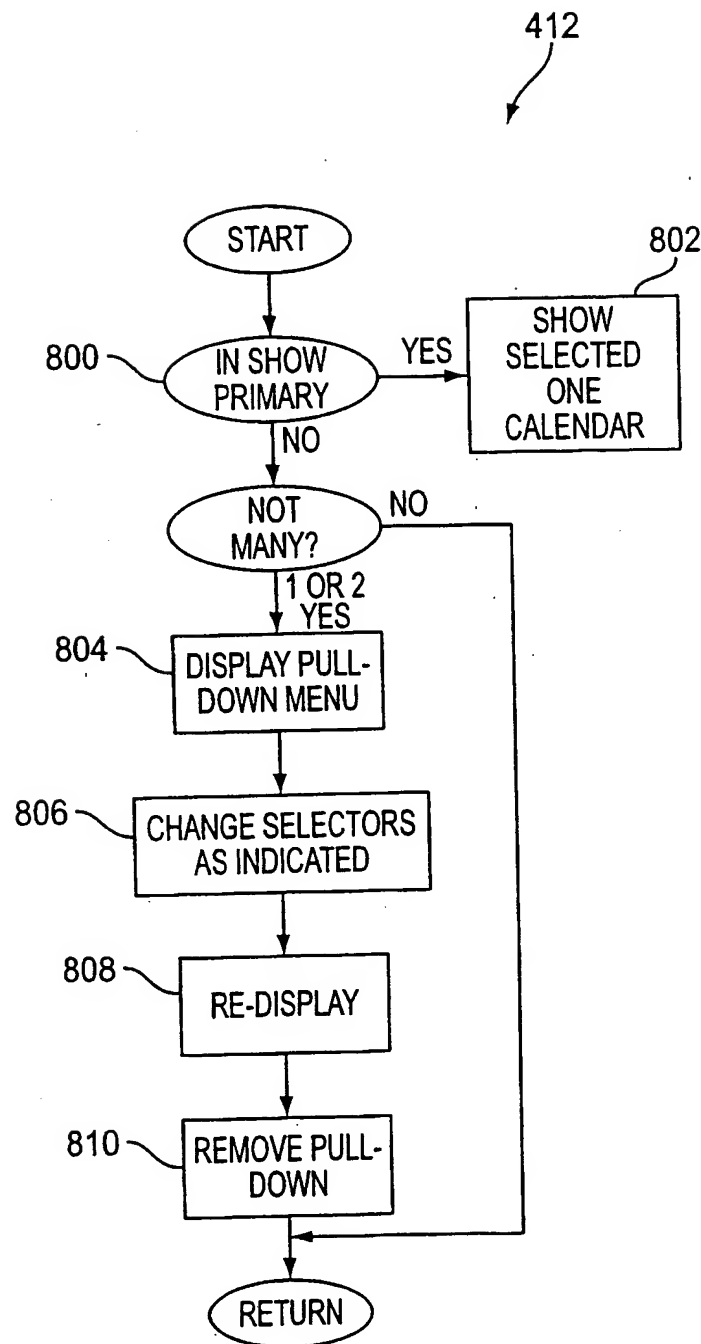 412
START
802
800
IN SHOW
PRIMARY
YES
SHOW
SELECTED
ONE
CALENDAR
NO
NOT
MANY?
NO
1 OR 2
YES
804
DISPLAY PULL-
DOWN MENU
806
CHANGE SELECTORS
AS INDICATED
808
RE-DISPLAY
810
REMOVE PULL-
DOWN
RETURN